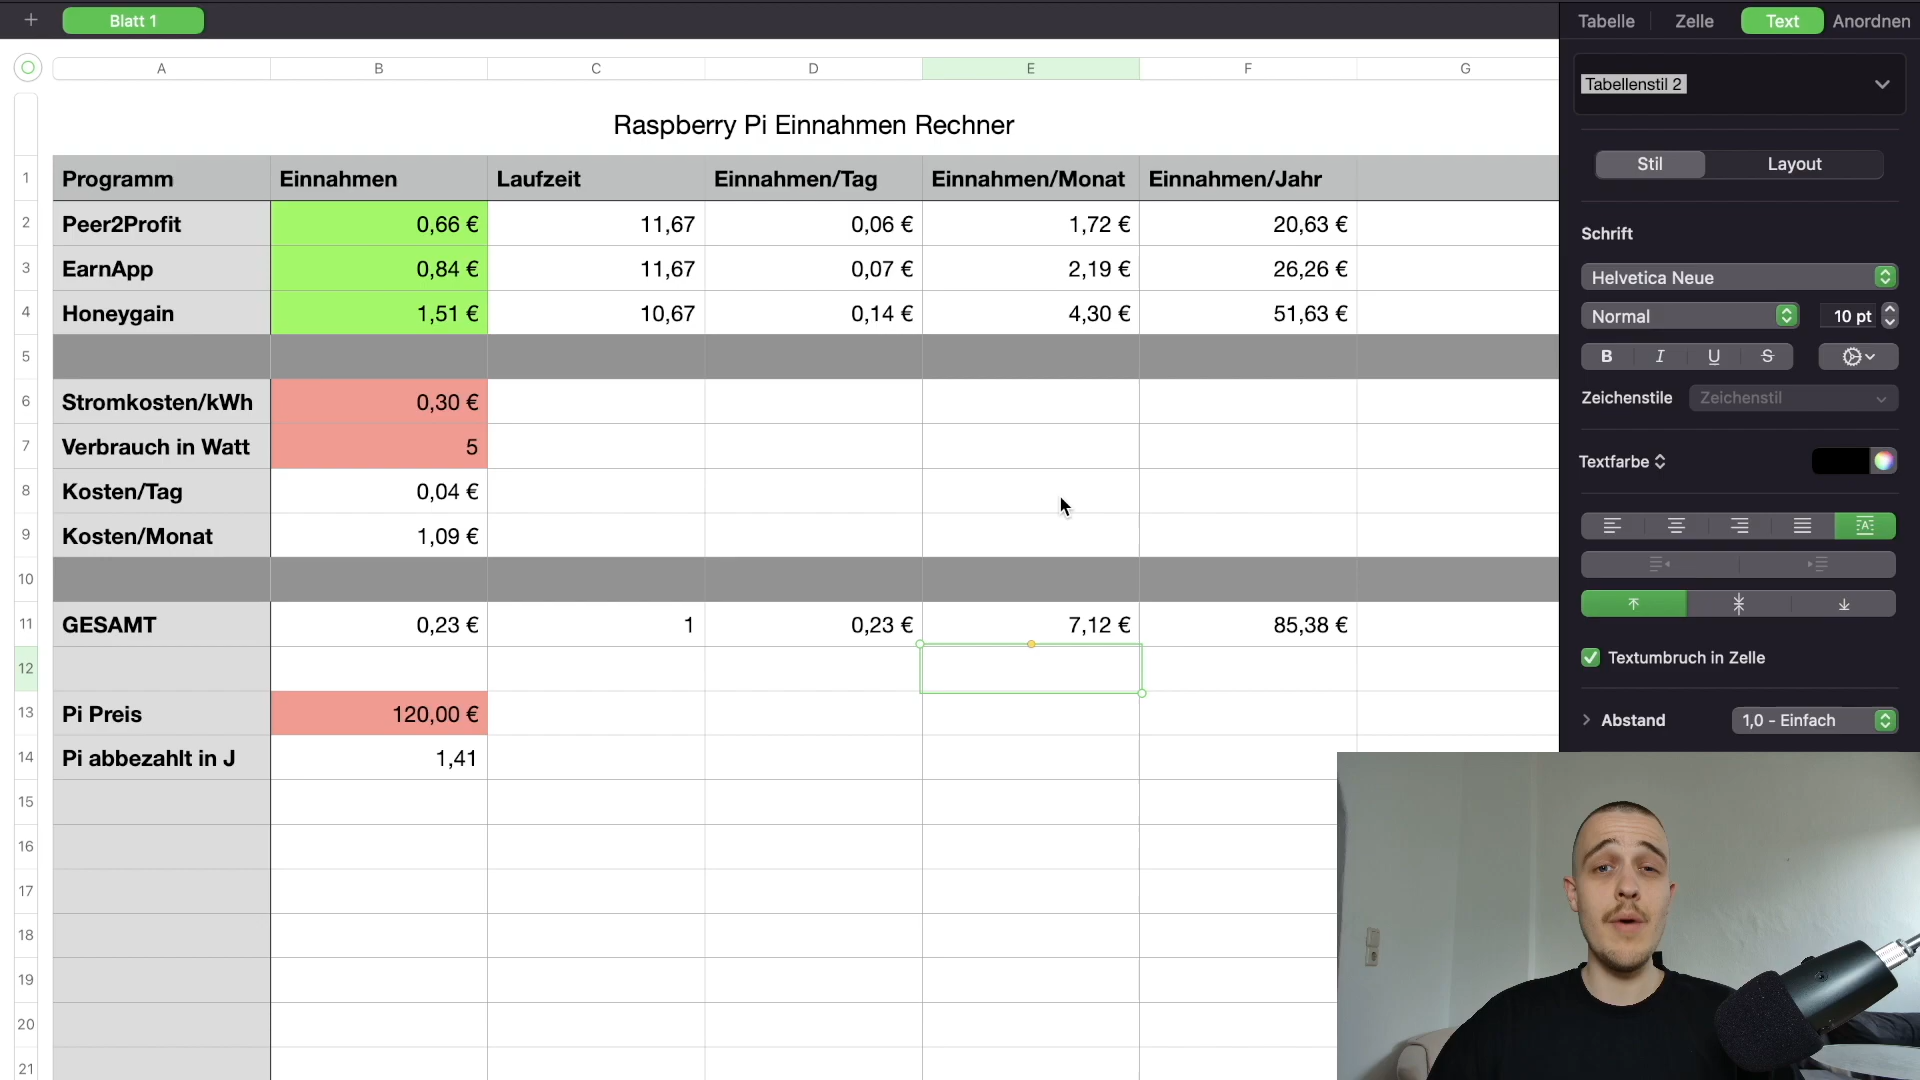 Blatt 1
Tabelle Zelle Text Anordnen
A B C D E F G
Tabellenstil 2
Raspberry Pi Einnahmen Rechner
Stil Layout
1 Programm Einnahmen Laufzeit Einnahmen/Tag Einnahmen/Monat Einnahmen/Jahr
2 Peer2Profit 0,66 € 11,67 0,06 € 1,72 € 20,63 €
Schrift
3 EarnApp 0,84 € 11,67 0,07 € 2,19 € 26,26 €
Helvetica Neue
4 Honeygain 1,51 € 10,67 0,14 € 4,30 € 51,63 €
Normal 10 pt
5
B I U S
6 Stromkosten/kWh 0,30 €
Zeichenstile Zeichenstil
7 Verbrauch in Watt 5
Textfarbe
8 Kosten/Tag 0,04 €
9 Kosten/Monat 1,09 €
10
11 GESAMT 0,23 € 1 0,23 € 7,12 € 85,38 €
12
Textumbruch in Zelle
13 Pi Preis 120,00 €
Abstand 1,0 - Einfach
14 Pi abbezahlt in J 1,41
15
16
17
18
19
20
21